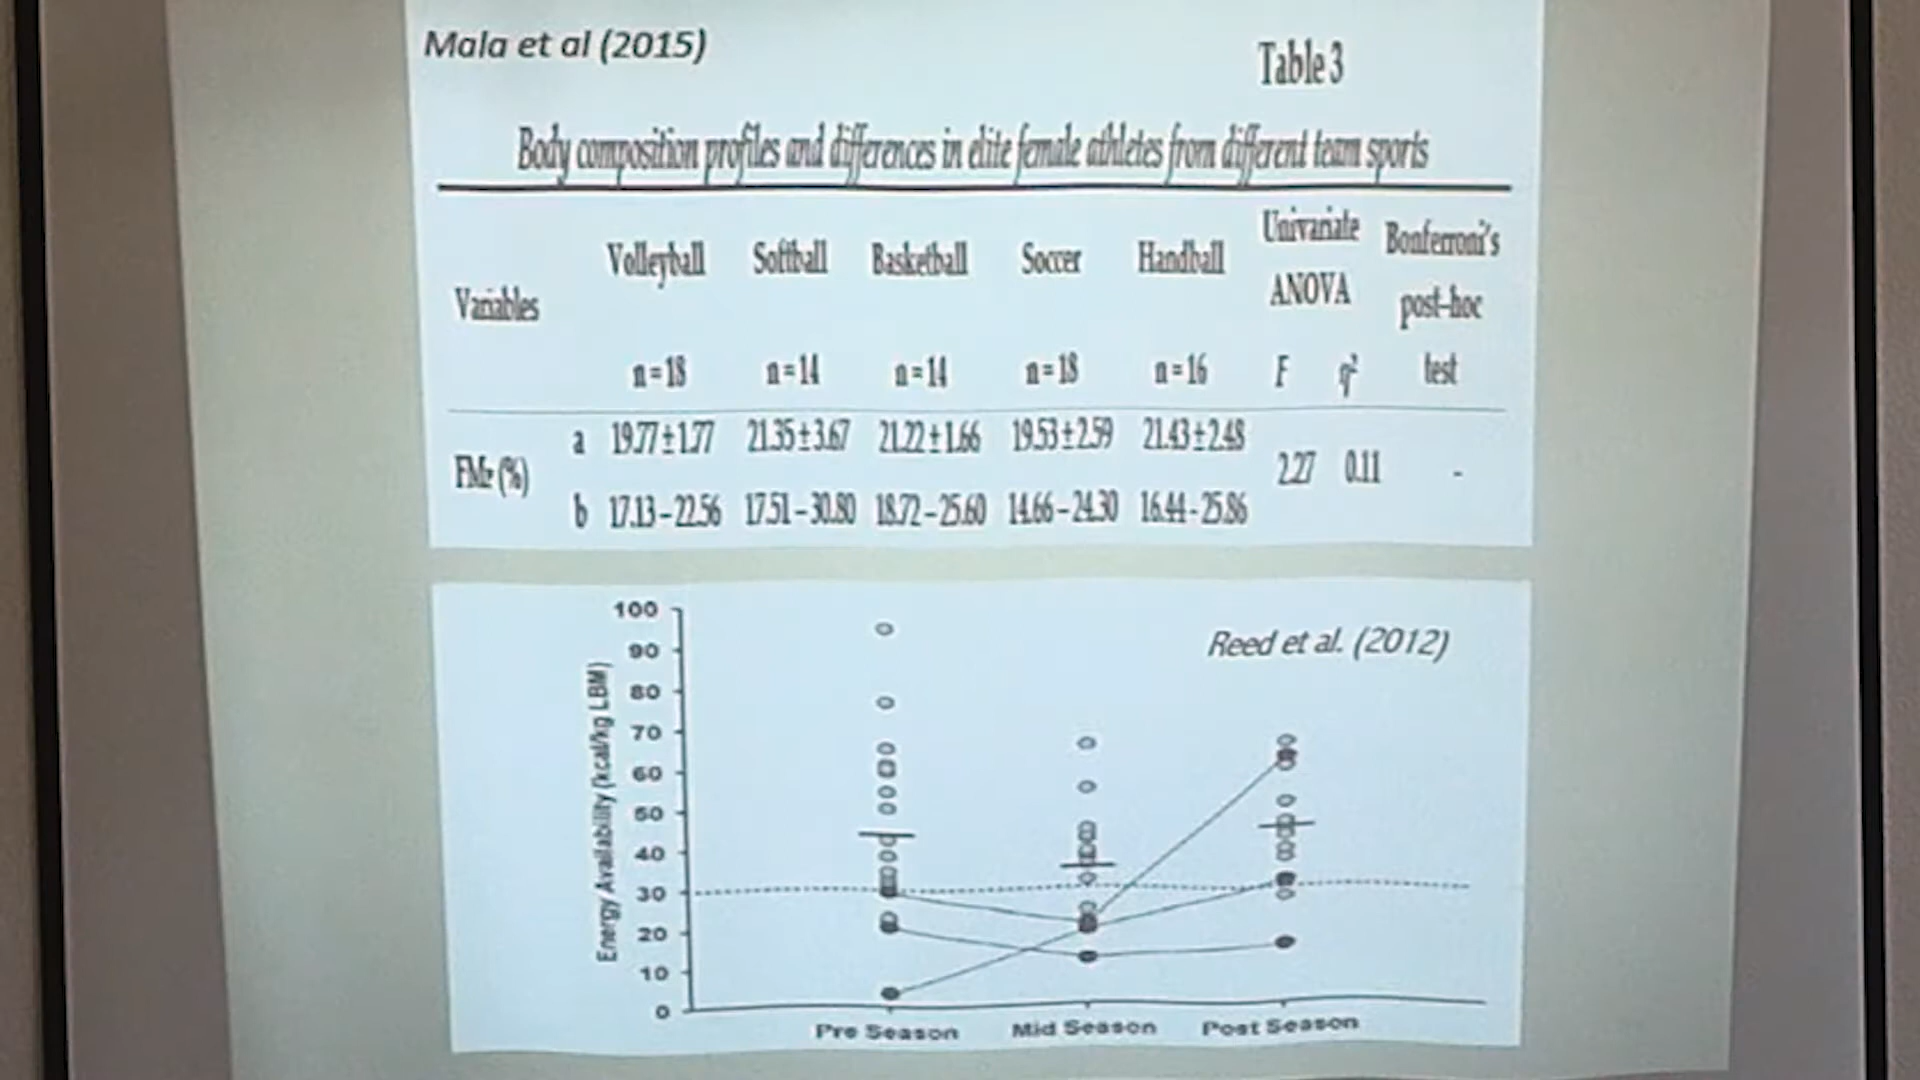 Mala et al (2015)
Table 3
Body composition profiles and differences in elite female athletes from different team sports
Variables Volleyball Softball Basketball Soccer Handball Univariate ANOVA Bonferroni's post-hoc test
n=18 n=14 n=14 n=18 n=16 F η²
FMr (%)
a 19.77±1.77 21.35±3.67 21.22±1.66 19.53±2.59 21.43±2.48 2.27 0.11 -
b 17.13-22.56 17.51-30.80 18.72-25.60 14.66-24.30 16.44-25.86
Reed et al. (2012)
Energy Availability (kcal/kg LBM)
100
90
80
70
60
50
40
30
20
10
0
Pre Season Mid Season Post Season